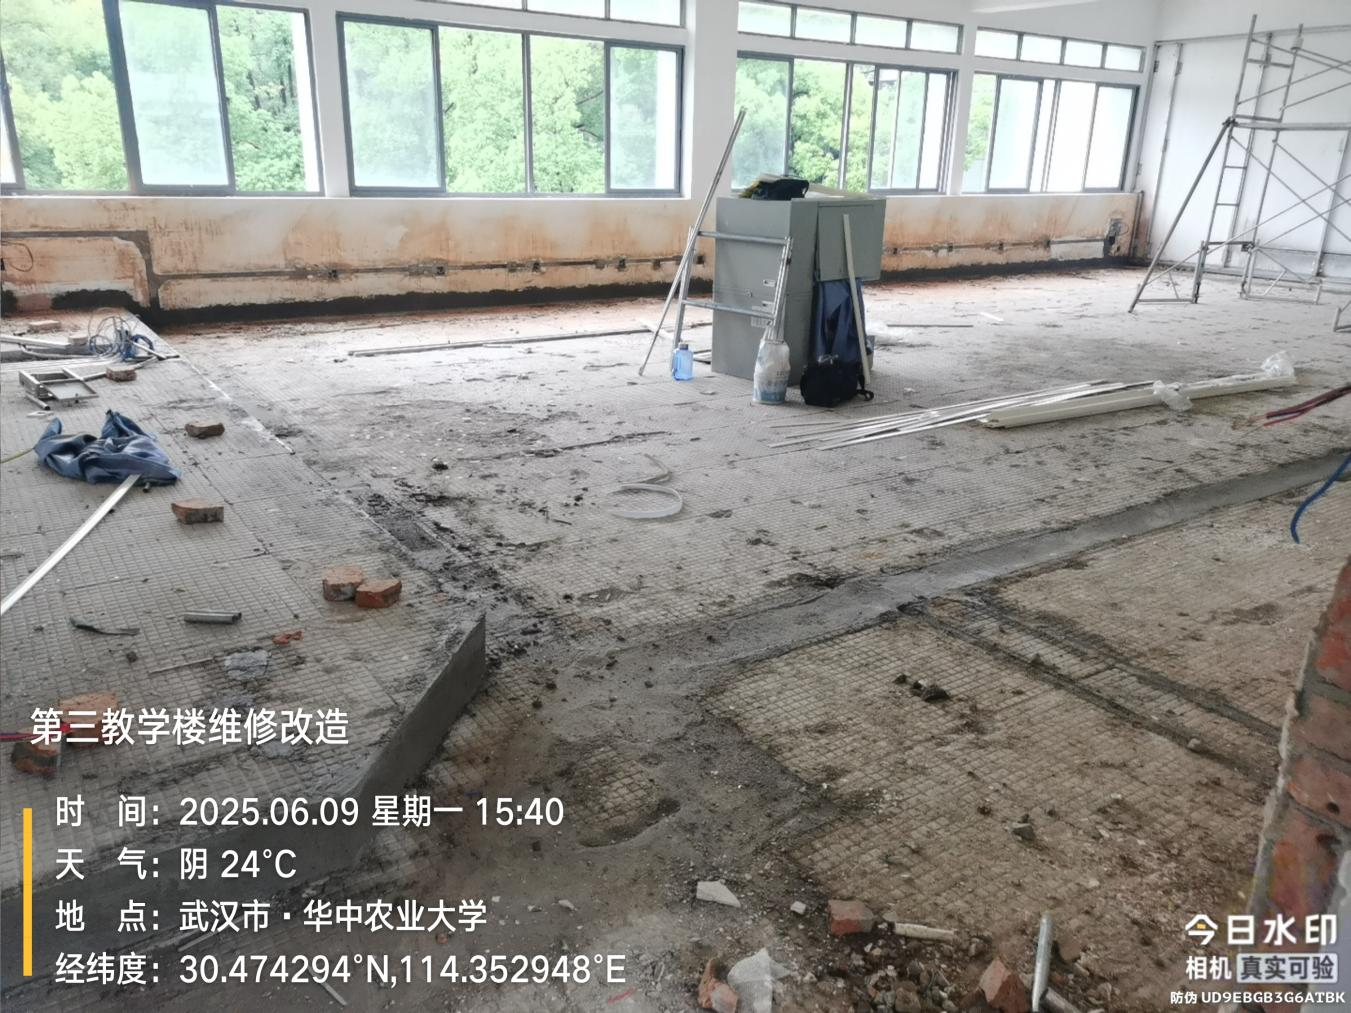 第三教学楼维修改造
时 间：2025.06.09 星期一 15:40
天 气：阴 24°C
地 点：武汉市·华中农业大学
经纬度：30.474294°N,114.352948°E
今日水印
相机 真实可验
防伪 UD9EBGB3G6ATBK